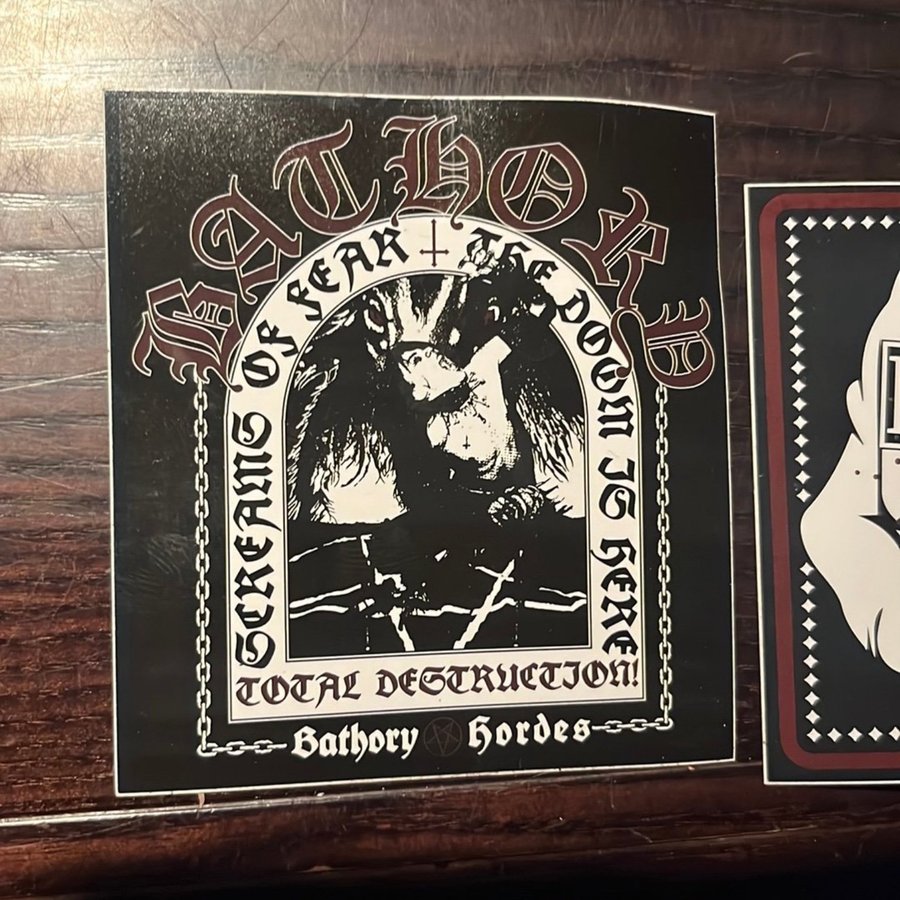 BATHORY
SCREAMS OF FEAR THE DOOM IS HERE
TOTAL DESTRUCTION!
Bathory Hordes